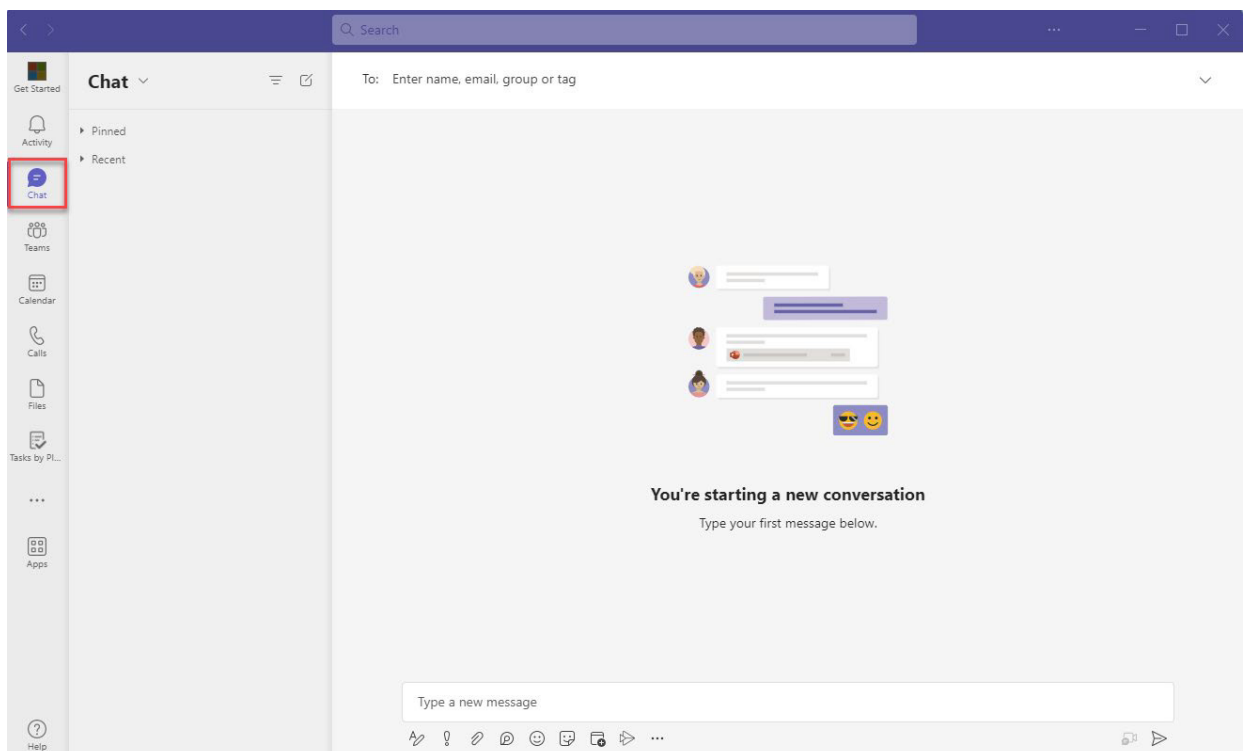 Search
Get Started
Activity
Chat
Teams
Calendar
Calls
Files
Tasks by Pl...
Apps
Help
Chat
Pinned
Recent
To: Enter name, email, group or tag
You're starting a new conversation
Type your first message below.
Type a new message